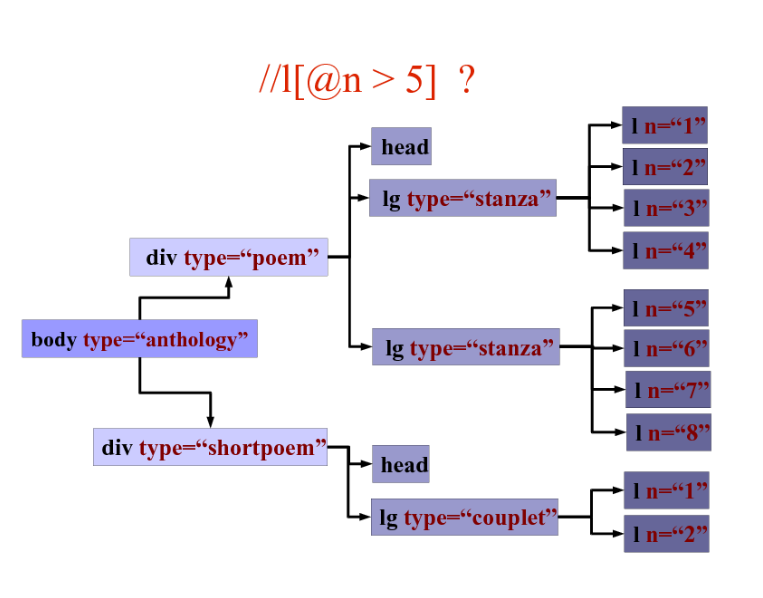 //l[@n > 5]  ?
l n=“1”
head
l n=“2”
lg type=“stanza”
l n=“3”
l n=“4”
div type=“poem”
l n=“5”
body type=“anthology”
lg type=“stanza”
l n=“6”
l n=“7”
l n=“8”
div type=“shortpoem”
head
l n=“1”
lg type=“couplet”
l n=“2”